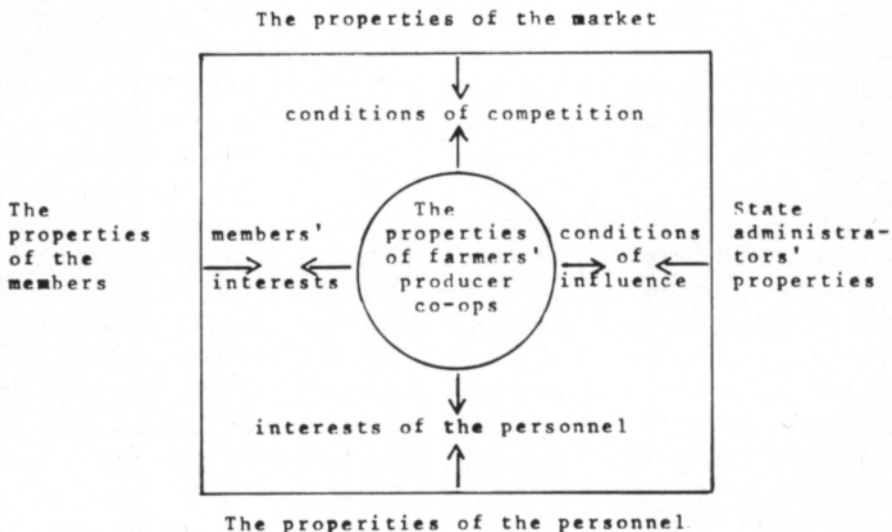 The properties of the market
conditions of competition
The
properties
of the
members
members'
interests
The
properties
of farmers'
producer
co-ops
conditions
of
influence
State
administra-
tors'
properties
interests of the personnel
The properities of the personnel.